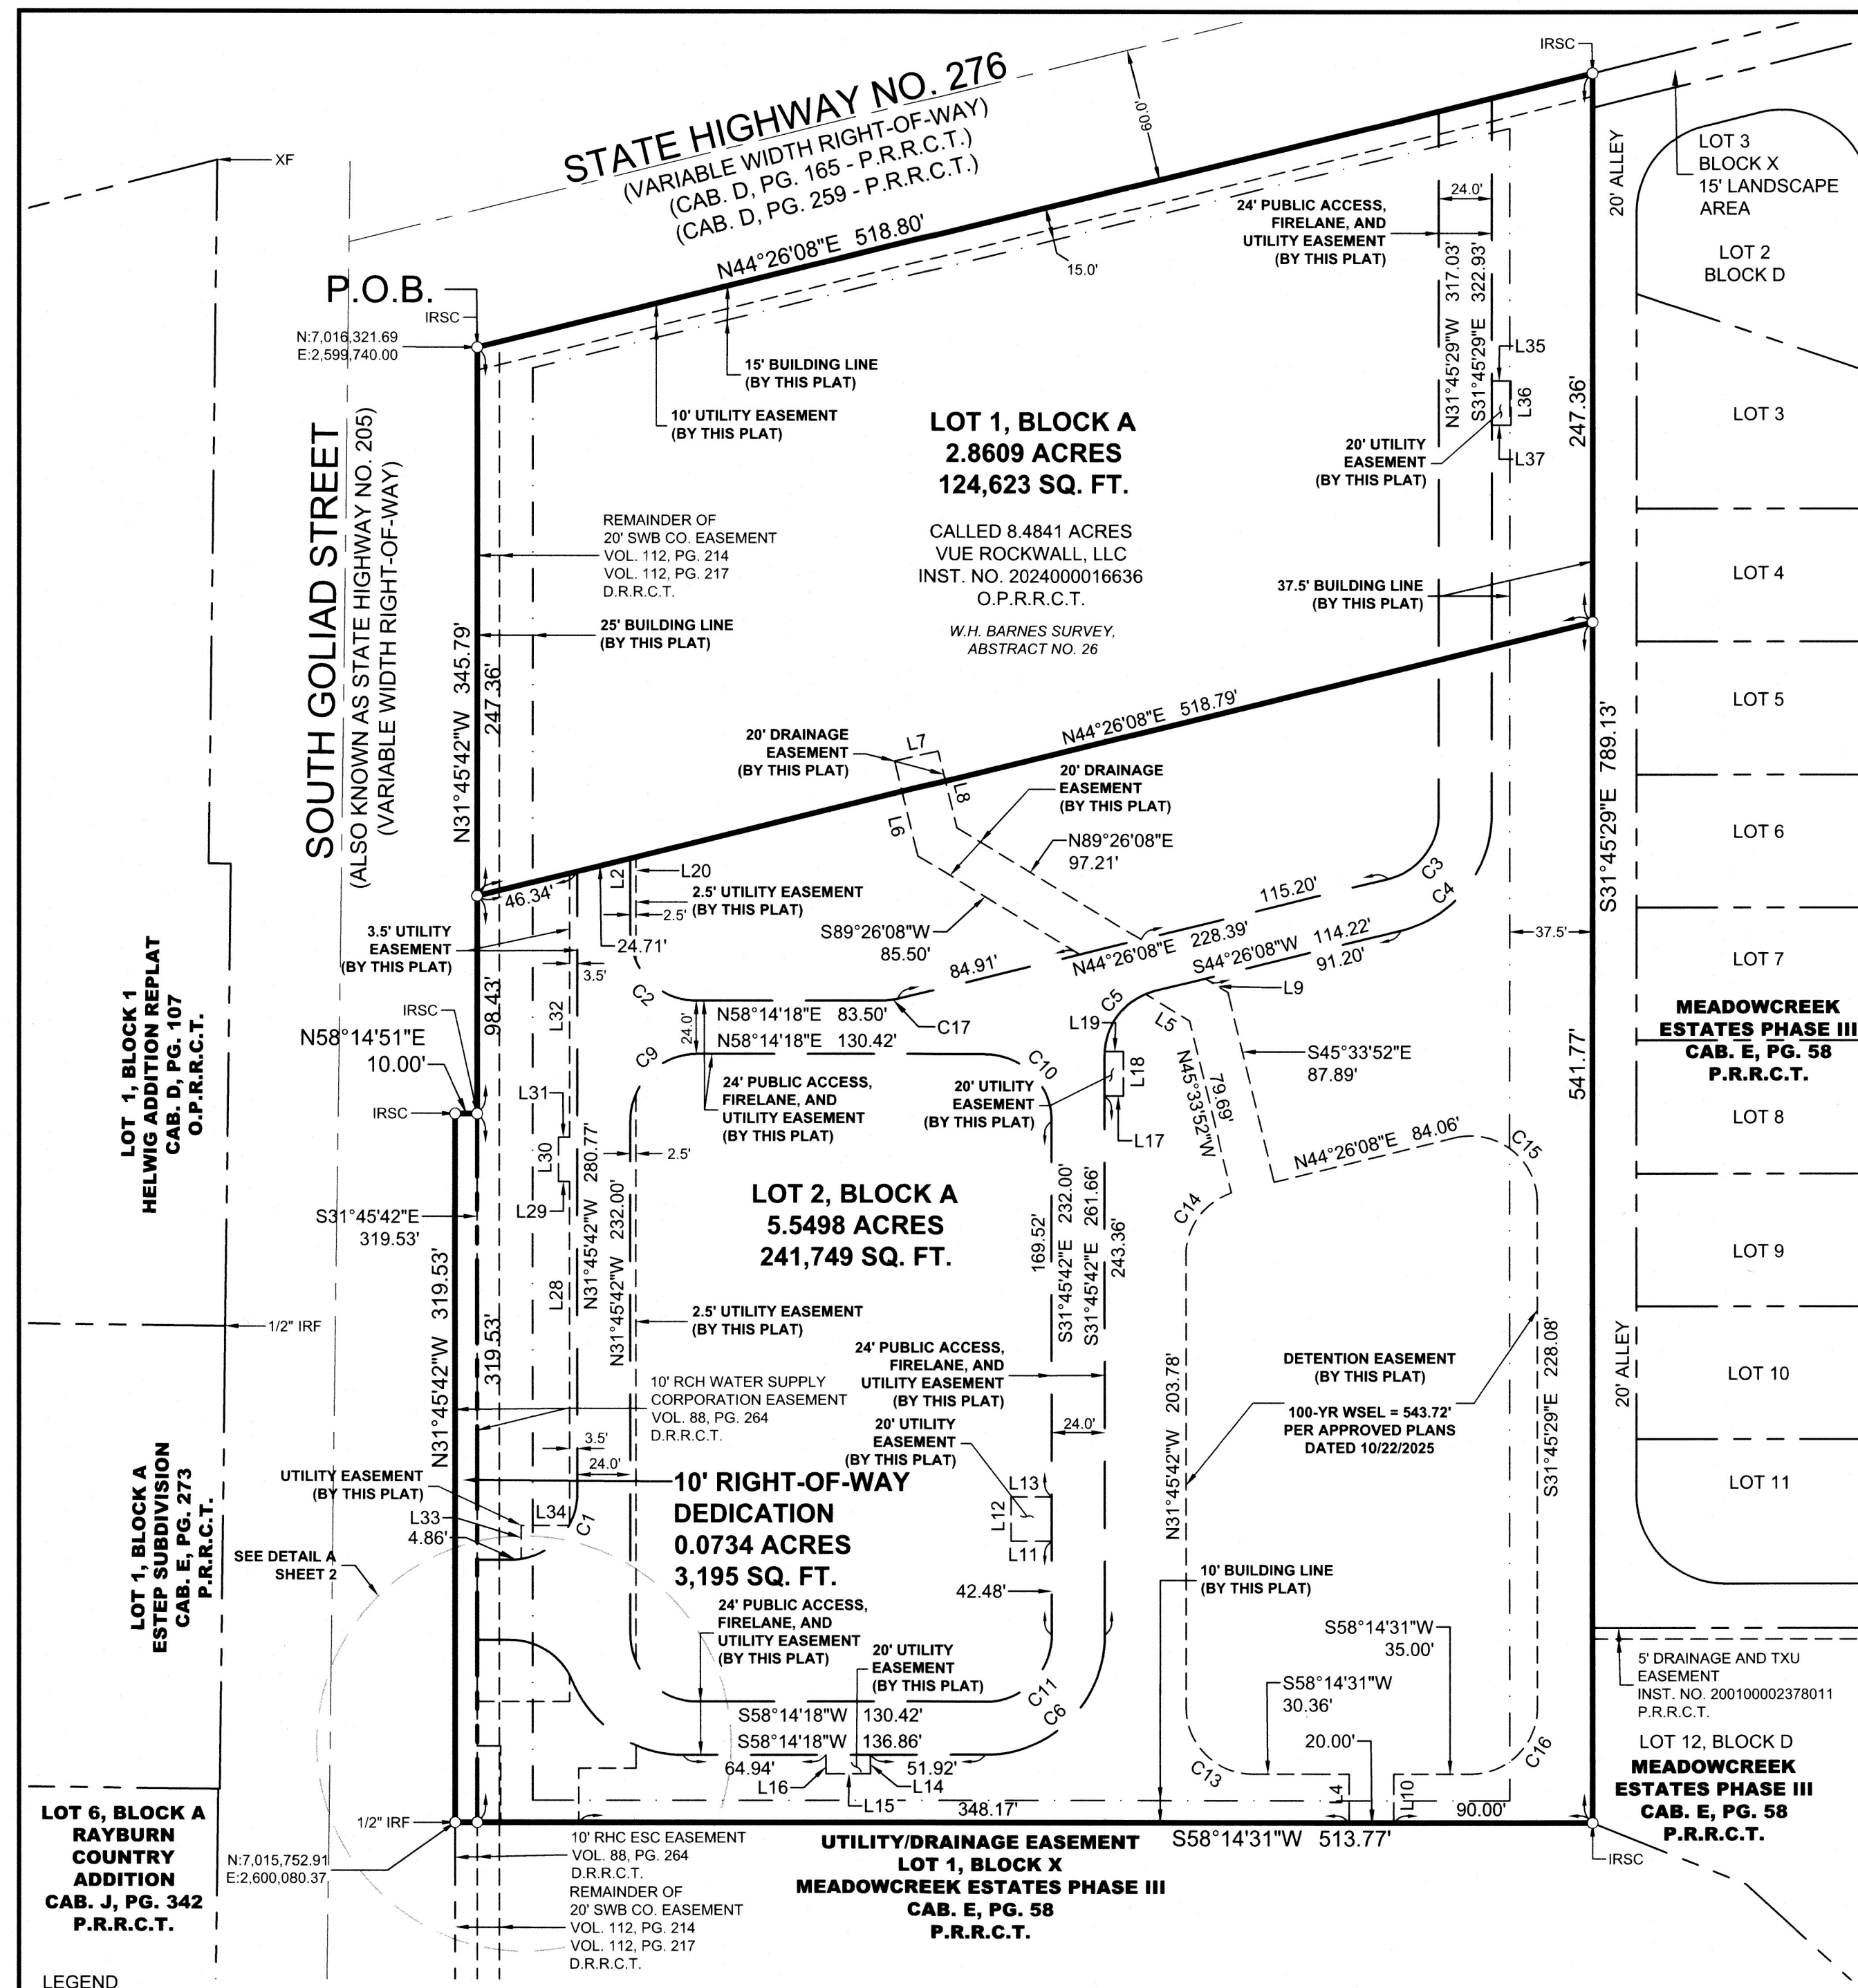 IRSC
STATE HIGHWAY NO. 276
(VARIABLE WIDTH RIGHT-OF-WAY)
(CAB. D, PG. 165 - P.R.R.C.T.)
(CAB. D, PG. 259 - P.R.R.C.T.)
60.0'
XF
N44°26'08"E 518.80'
15.0'
P.O.B.
IRSC
N:7,016,321.69
E:2,599,740.00
20' ALLEY
LOT 3
BLOCK X
15' LANDSCAPE
AREA
LOT 2
BLOCK D
24' PUBLIC ACCESS,
FIRELANE, AND
UTILITY EASEMENT
(BY THIS PLAT)
24.0'
N31°45'29"W 317.03'
S31°45'29"E 322.93'
L35
L36
L37
247.36'
15' BUILDING LINE
(BY THIS PLAT)
10' UTILITY EASEMENT
(BY THIS PLAT)
LOT 1, BLOCK A
2.8609 ACRES
124,623 SQ. FT.
CALLED 8.4841 ACRES
VUE ROCKWALL, LLC
INST. NO. 2024000016636
O.P.R.R.C.T.
W.H. BARNES SURVEY,
ABSTRACT NO. 26
20' UTILITY
EASEMENT
(BY THIS PLAT)
LOT 3
37.5' BUILDING LINE
(BY THIS PLAT)
LOT 4
SOUTH GOLIAD STREET
(ALSO KNOWN AS STATE HIGHWAY NO. 205)
(VARIABLE WIDTH RIGHT-OF-WAY)
REMAINDER OF
20' SWB CO. EASEMENT
VOL. 112, PG. 214
VOL. 112, PG. 217
D.R.R.C.T.
25' BUILDING LINE
(BY THIS PLAT)
N31°45'42"W 345.79'
247.36'
LOT 5
N44°26'08"E 518.79'
S31°45'29"E 789.13'
20' DRAINAGE
EASEMENT
(BY THIS PLAT)
L7
L8
L6
20' DRAINAGE
EASEMENT
(BY THIS PLAT)
N89°26'08"E
97.21'
LOT 6
46.34'
L2
L20
2.5' UTILITY EASEMENT
(BY THIS PLAT)
2.5'
3.5' UTILITY
EASEMENT
(BY THIS PLAT)
24.71'
3.5'
S89°26'08"W
85.50'
C3
C4
115.20'
N44°26'08"E 228.39'
84.91'
S44°26'08"W 114.22'
91.20'
37.5'
LOT 7
LOT 1, BLOCK 1
HELWIG ADDITION REPLAT
CAB. D, PG. 107
O.P.R.R.C.T.
98.43'
IRSC
N58°14'51"E
10.00'
IRSC
L32
C2
24.0'
N58°14'18"E 83.50'
N58°14'18"E 130.42'
C17
C9
C10
C5
L9
L5
L19
L18
L17
S45°33'52"E
87.89'
79.69'
N45°33'52"W
MEADOWCREEK
ESTATES PHASE III
CAB. E, PG. 58
P.R.R.C.T.
541.77'
24' PUBLIC ACCESS,
FIRELANE, AND
UTILITY EASEMENT
(BY THIS PLAT)
20' UTILITY
EASEMENT
(BY THIS PLAT)
L31
L30
L29
2.5'
N44°26'08"E 84.06'
C15
C14
LOT 8
S31°45'42"E
319.53'
N31°45'42"W 280.77'
N31°45'42"W 232.00'
LOT 2, BLOCK A
5.5498 ACRES
241,749 SQ. FT.
169.52'
S31°45'42"E 232.00'
S31°45'42"E 261.66'
243.36'
LOT 9
N31°45'42"W 319.53'
319.53'
L28
1/2" IRF
2.5' UTILITY EASEMENT
(BY THIS PLAT)
24' PUBLIC ACCESS,
FIRELANE, AND
UTILITY EASEMENT
(BY THIS PLAT)
DETENTION EASEMENT
(BY THIS PLAT)
100-YR WSEL = 543.72'
PER APPROVED PLANS
DATED 10/22/2025
N31°45'42"W 203.78'
S31°45'29"E 228.08'
20' ALLEY
LOT 10
10' RCH WATER SUPPLY
CORPORATION EASEMENT
VOL. 88, PG. 264
D.R.R.C.T.
20' UTILITY
EASEMENT
(BY THIS PLAT)
24.0'
3.5'
24.0'
LOT 11
LOT 1, BLOCK A
ESTEP SUBDIVISION
CAB. E, PG. 273
P.R.R.C.T.
UTILITY EASEMENT
(BY THIS PLAT)
L33
4.86'
L34
C1
SEE DETAIL A
SHEET 2
10' RIGHT-OF-WAY
DEDICATION
0.0734 ACRES
3,195 SQ. FT.
L13
L12
L11
42.48'
10' BUILDING LINE
(BY THIS PLAT)
24' PUBLIC ACCESS,
FIRELANE, AND
UTILITY EASEMENT
(BY THIS PLAT)
20' UTILITY
EASEMENT
(BY THIS PLAT)
S58°14'31"W
35.00'
S58°14'31"W
30.36'
5' DRAINAGE AND TXU
EASEMENT
INST. NO. 200100002378011
P.R.R.C.T.
C11
C6
S58°14'18"W 130.42'
S58°14'18"W 136.86'
64.94'
51.92'
L16
L14
L15
20.00'
C13
L4
L10
C16
LOT 12, BLOCK D
MEADOWCREEK
ESTATES PHASE III
CAB. E, PG. 58
P.R.R.C.T.
348.17'
90.00'
LOT 6, BLOCK A
RAYBURN
COUNTRY
ADDITION
CAB. J, PG. 342
P.R.R.C.T.
1/2" IRF
N:7,015,752.91
E:2,600,080.37
10' RHC ESC EASEMENT
VOL. 88, PG. 264
D.R.R.C.T.
REMAINDER OF
20' SWB CO. EASEMENT
VOL. 112, PG. 214
VOL. 112, PG. 217
D.R.R.C.T.
UTILITY/DRAINAGE EASEMENT
LOT 1, BLOCK X
MEADOWCREEK ESTATES PHASE III
CAB. E, PG. 58
P.R.R.C.T.
S58°14'31"W 513.77'
IRSC
LEGEND